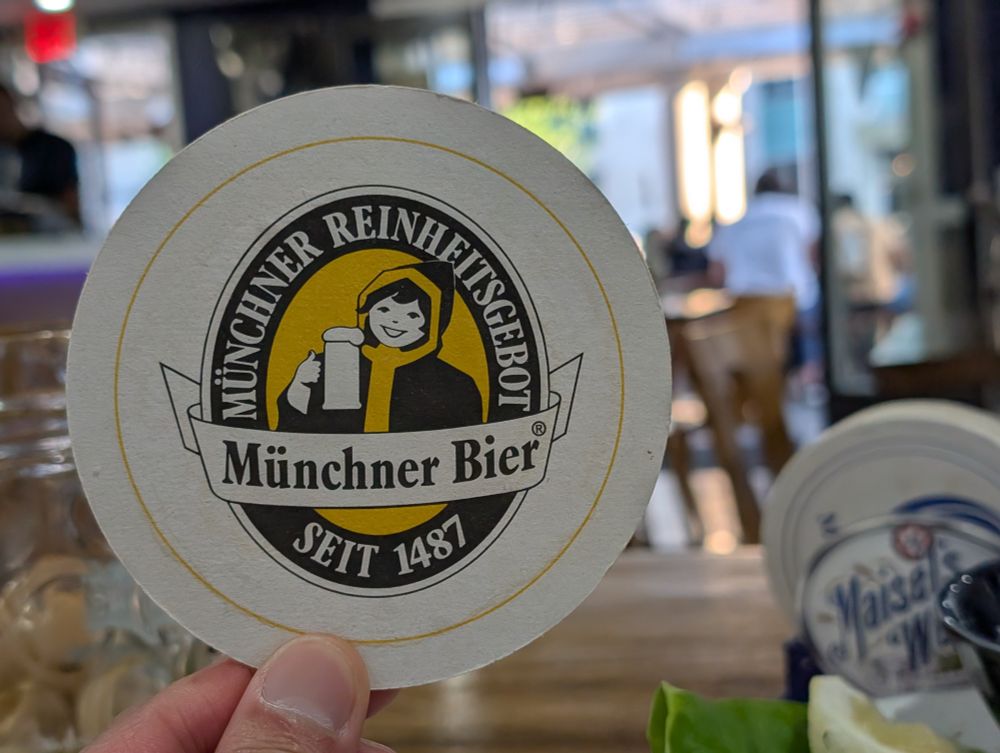 MÜNCHNER REINHEITSGEBOT
Münchner Bier®
SEIT 1487
Maisel's